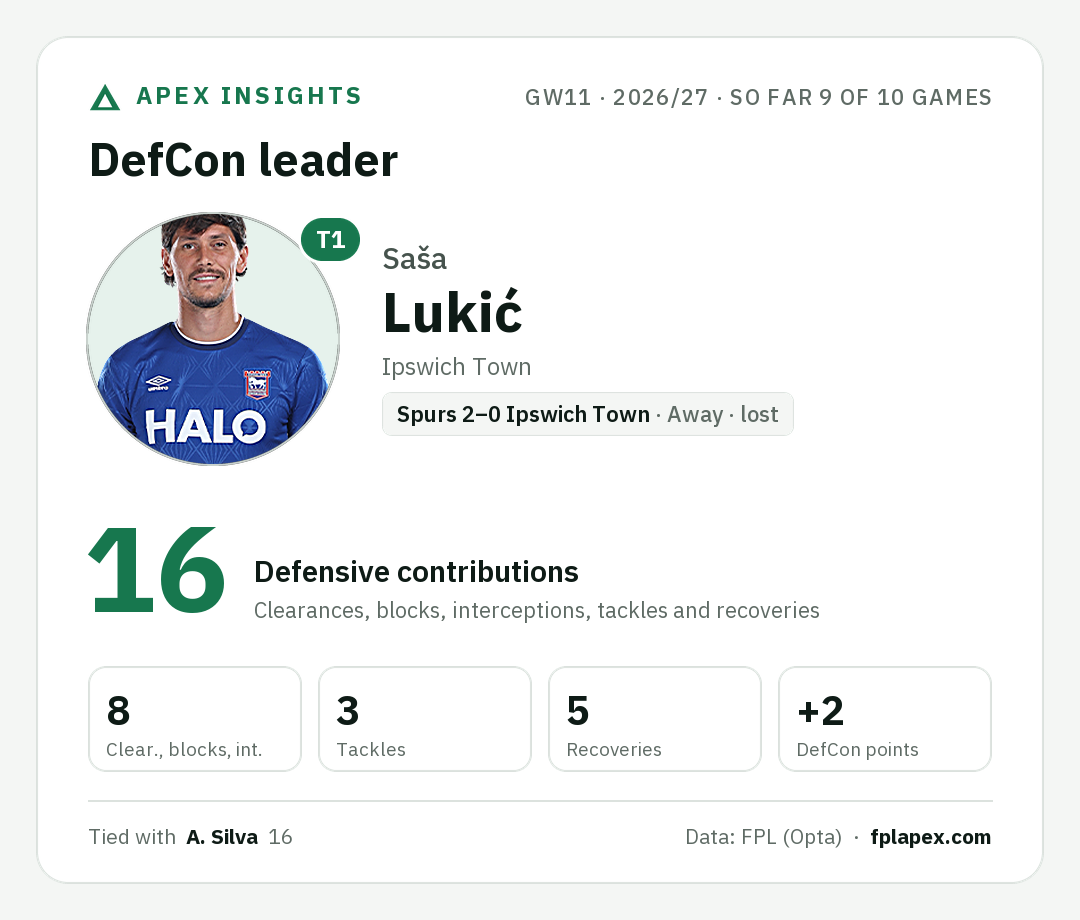 APEX INSIGHTS
GW11 · 2026/27 · SO FAR 9 OF 10 GAMES
DefCon leader
T1
Saša
Lukić
Ipswich Town
Spurs 2–0 Ipswich Town · Away · lost
umbro
HALO
16
Defensive contributions
Clearances, blocks, interceptions, tackles and recoveries
8
Clear., blocks, int.
3
Tackles
5
Recoveries
+2
DefCon points
Tied with A. Silva 16
Data: FPL (Opta) · fplapex.com